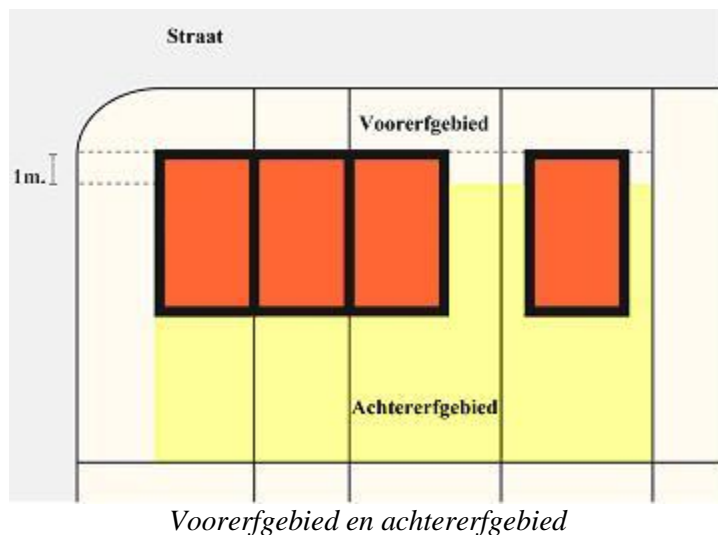 Straat
Voorerfgebied
1m.
Achtererfgebied
Voorerfgebied en achtererfgebied